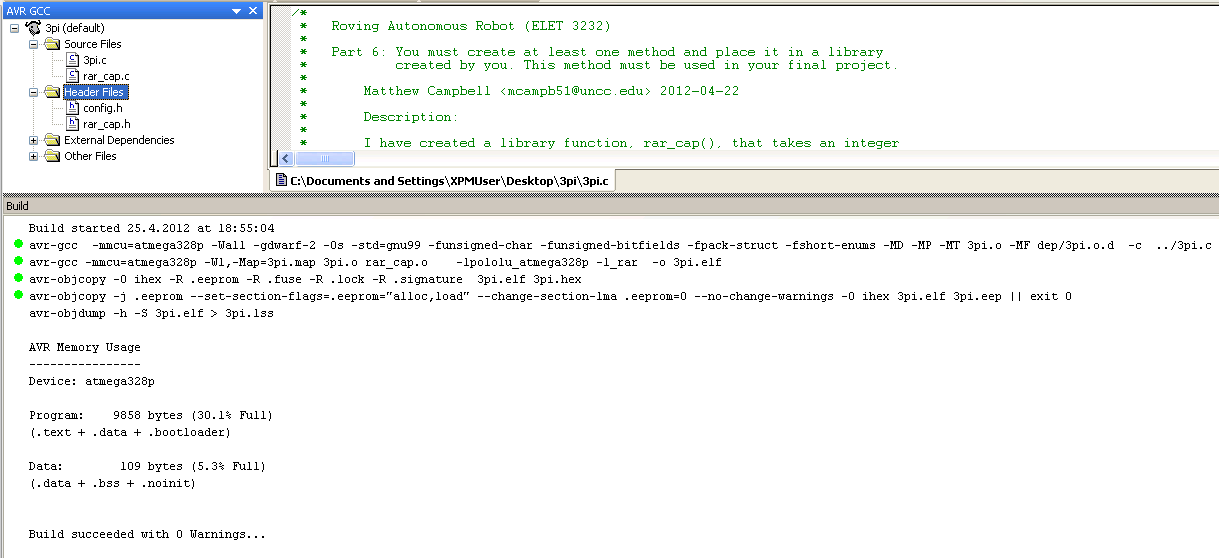 AVR GCC
3pi (default)
Source Files
3pi.c
rar_cap.c
Header Files
config.h
rar_cap.h
External Dependencies
Other Files
/*
*   Roving Autonomous Robot (ELET 3232)
*
*   Part 6: You must create at least one method and place it in a library
*           created by you. This method must be used in your final project.
*
*       Matthew Campbell <mcampb51@uncc.edu> 2012-04-22
*
*       Description:
*
*       I have created a library function, rar_cap(), that takes an integer
C:\Documents and Settings\XPMUser\Desktop\3pi\3pi.c
Build
Build started 25.4.2012 at 18:55:04
avr-gcc  -mmcu=atmega328p -Wall -gdwarf-2 -Os -std=gnu99 -funsigned-char -funsigned-bitfields -fpack-struct -fshort-enums -MD -MP -MT 3pi.o -MF dep/3pi.o.d  -c  ../3pi.c
avr-gcc -mmcu=atmega328p -Wl,-Map=3pi.map 3pi.o rar_cap.o    -lpololu_atmega328p -l_rar  -o 3pi.elf
avr-objcopy -O ihex -R .eeprom -R .fuse -R .lock -R .signature  3pi.elf 3pi.hex
avr-objcopy -j .eeprom --set-section-flags=.eeprom="alloc,load" --change-section-lma .eeprom=0 --no-change-warnings -O ihex 3pi.elf 3pi.eep || exit 0
avr-objdump -h -S 3pi.elf > 3pi.lss
AVR Memory Usage
----------------
Device: atmega328p
Program:    9858 bytes (30.1% Full)
(.text + .data + .bootloader)
Data:        109 bytes (5.3% Full)
(.data + .bss + .noinit)
Build succeeded with 0 Warnings...